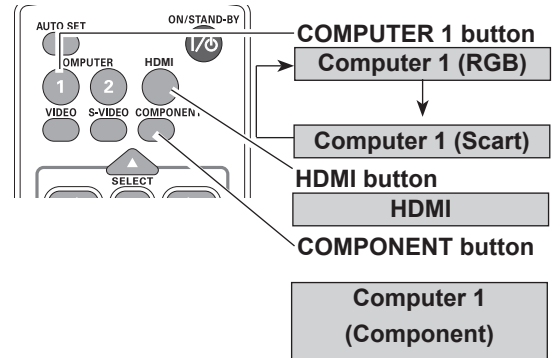 AUTO SET
ON/STAND-BY
I/
OMPUTER
HDMI
1
2
VIDEO
S-VIDEO
COMPONENT
SELECT
COMPUTER 1 button
Computer 1 (RGB)
Computer 1 (Scart)
HDMI button
HDMI
COMPONENT button
Computer 1
(Component)